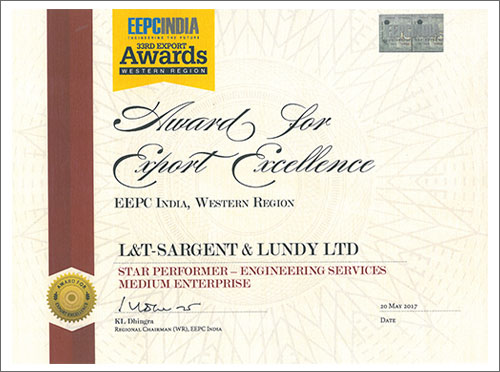 EEPCINDIA
ENGINEERING THE FUTURE
33RD EXPORT
Awards
WESTERN REGION
Award for
Export Excellence
EEPC INDIA, WESTERN REGION
L&T-SARGENT & LUNDY LTD
STAR PERFORMER – ENGINEERING SERVICES
MEDIUM ENTERPRISE
AWARD FOR
EXPORT EXCELLENCE
KL Dhingra
REGIONAL CHAIRMAN (WR), EEPC INDIA
20 MAY 2017
DATE